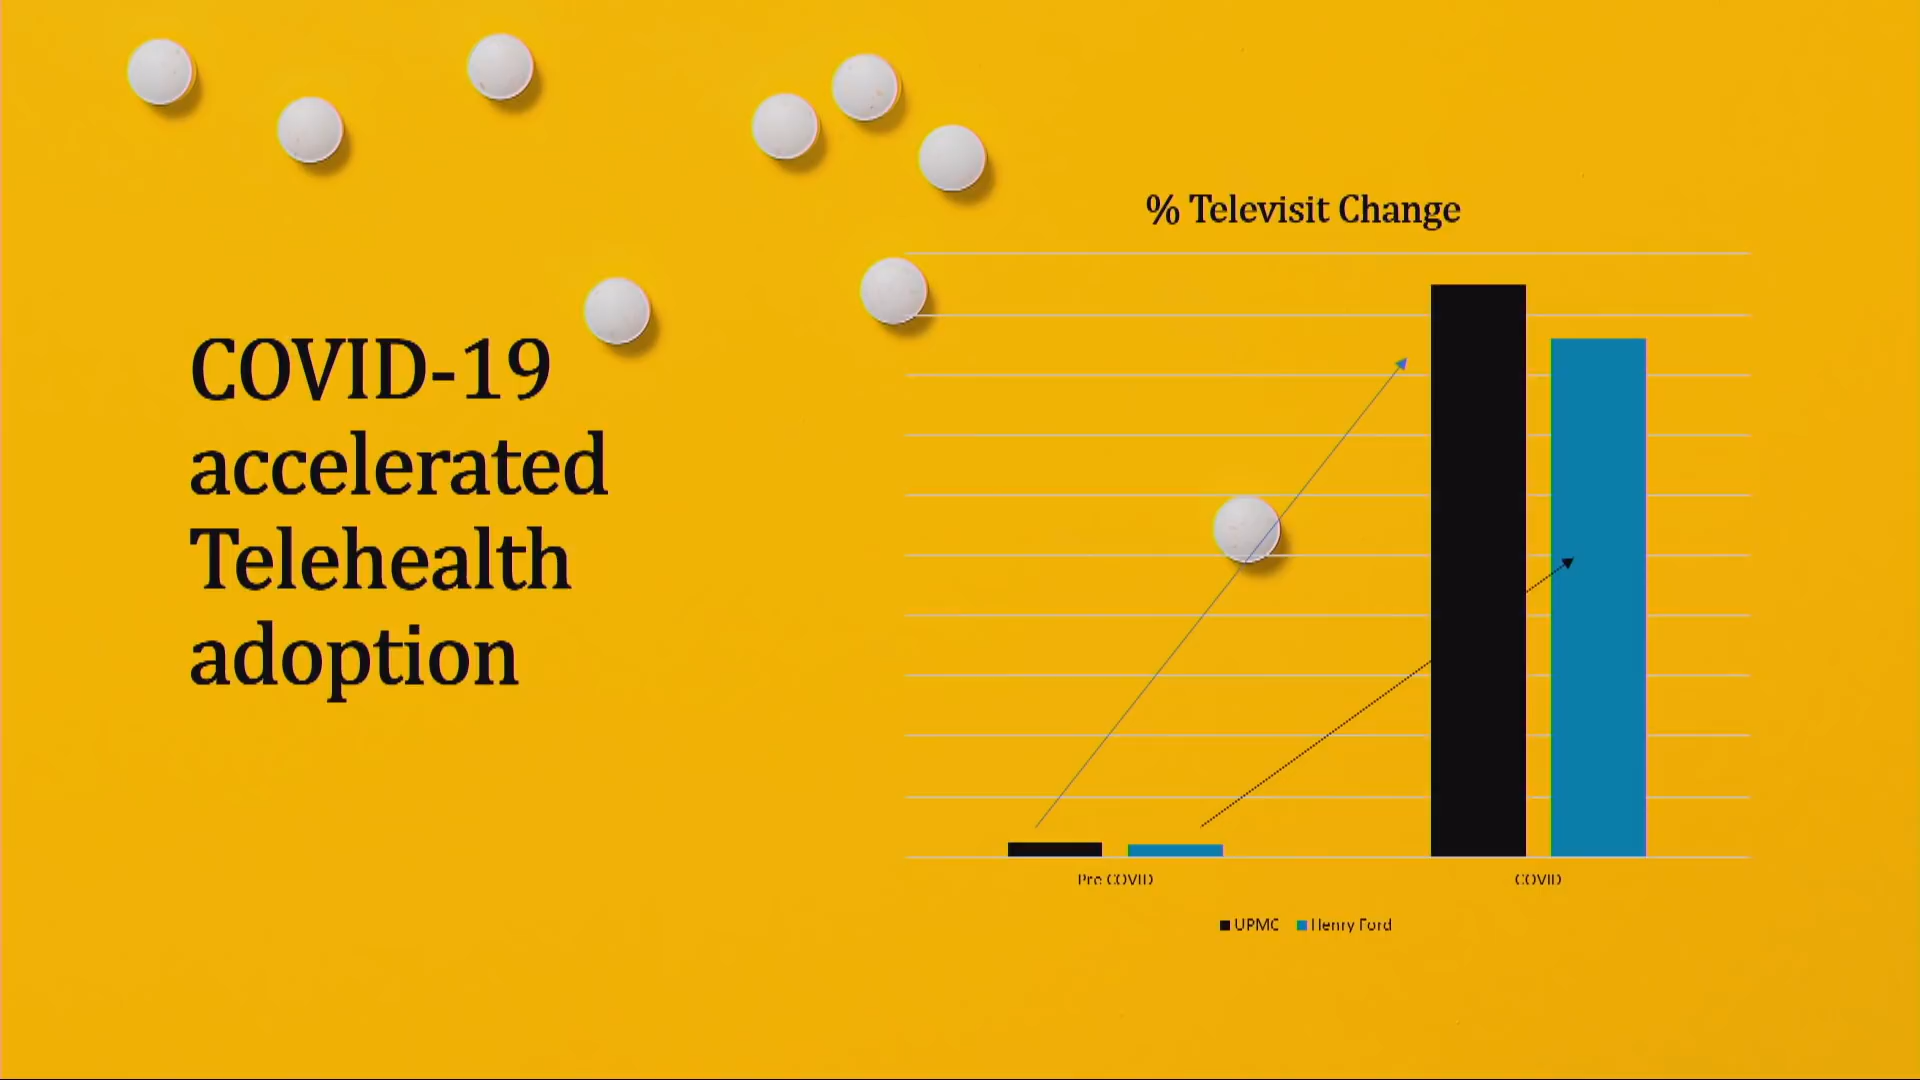 COVID-19
accelerated
Telehealth
adoption
% Televisit Change
Pre COVID
COVID
UPMC
Henry Ford